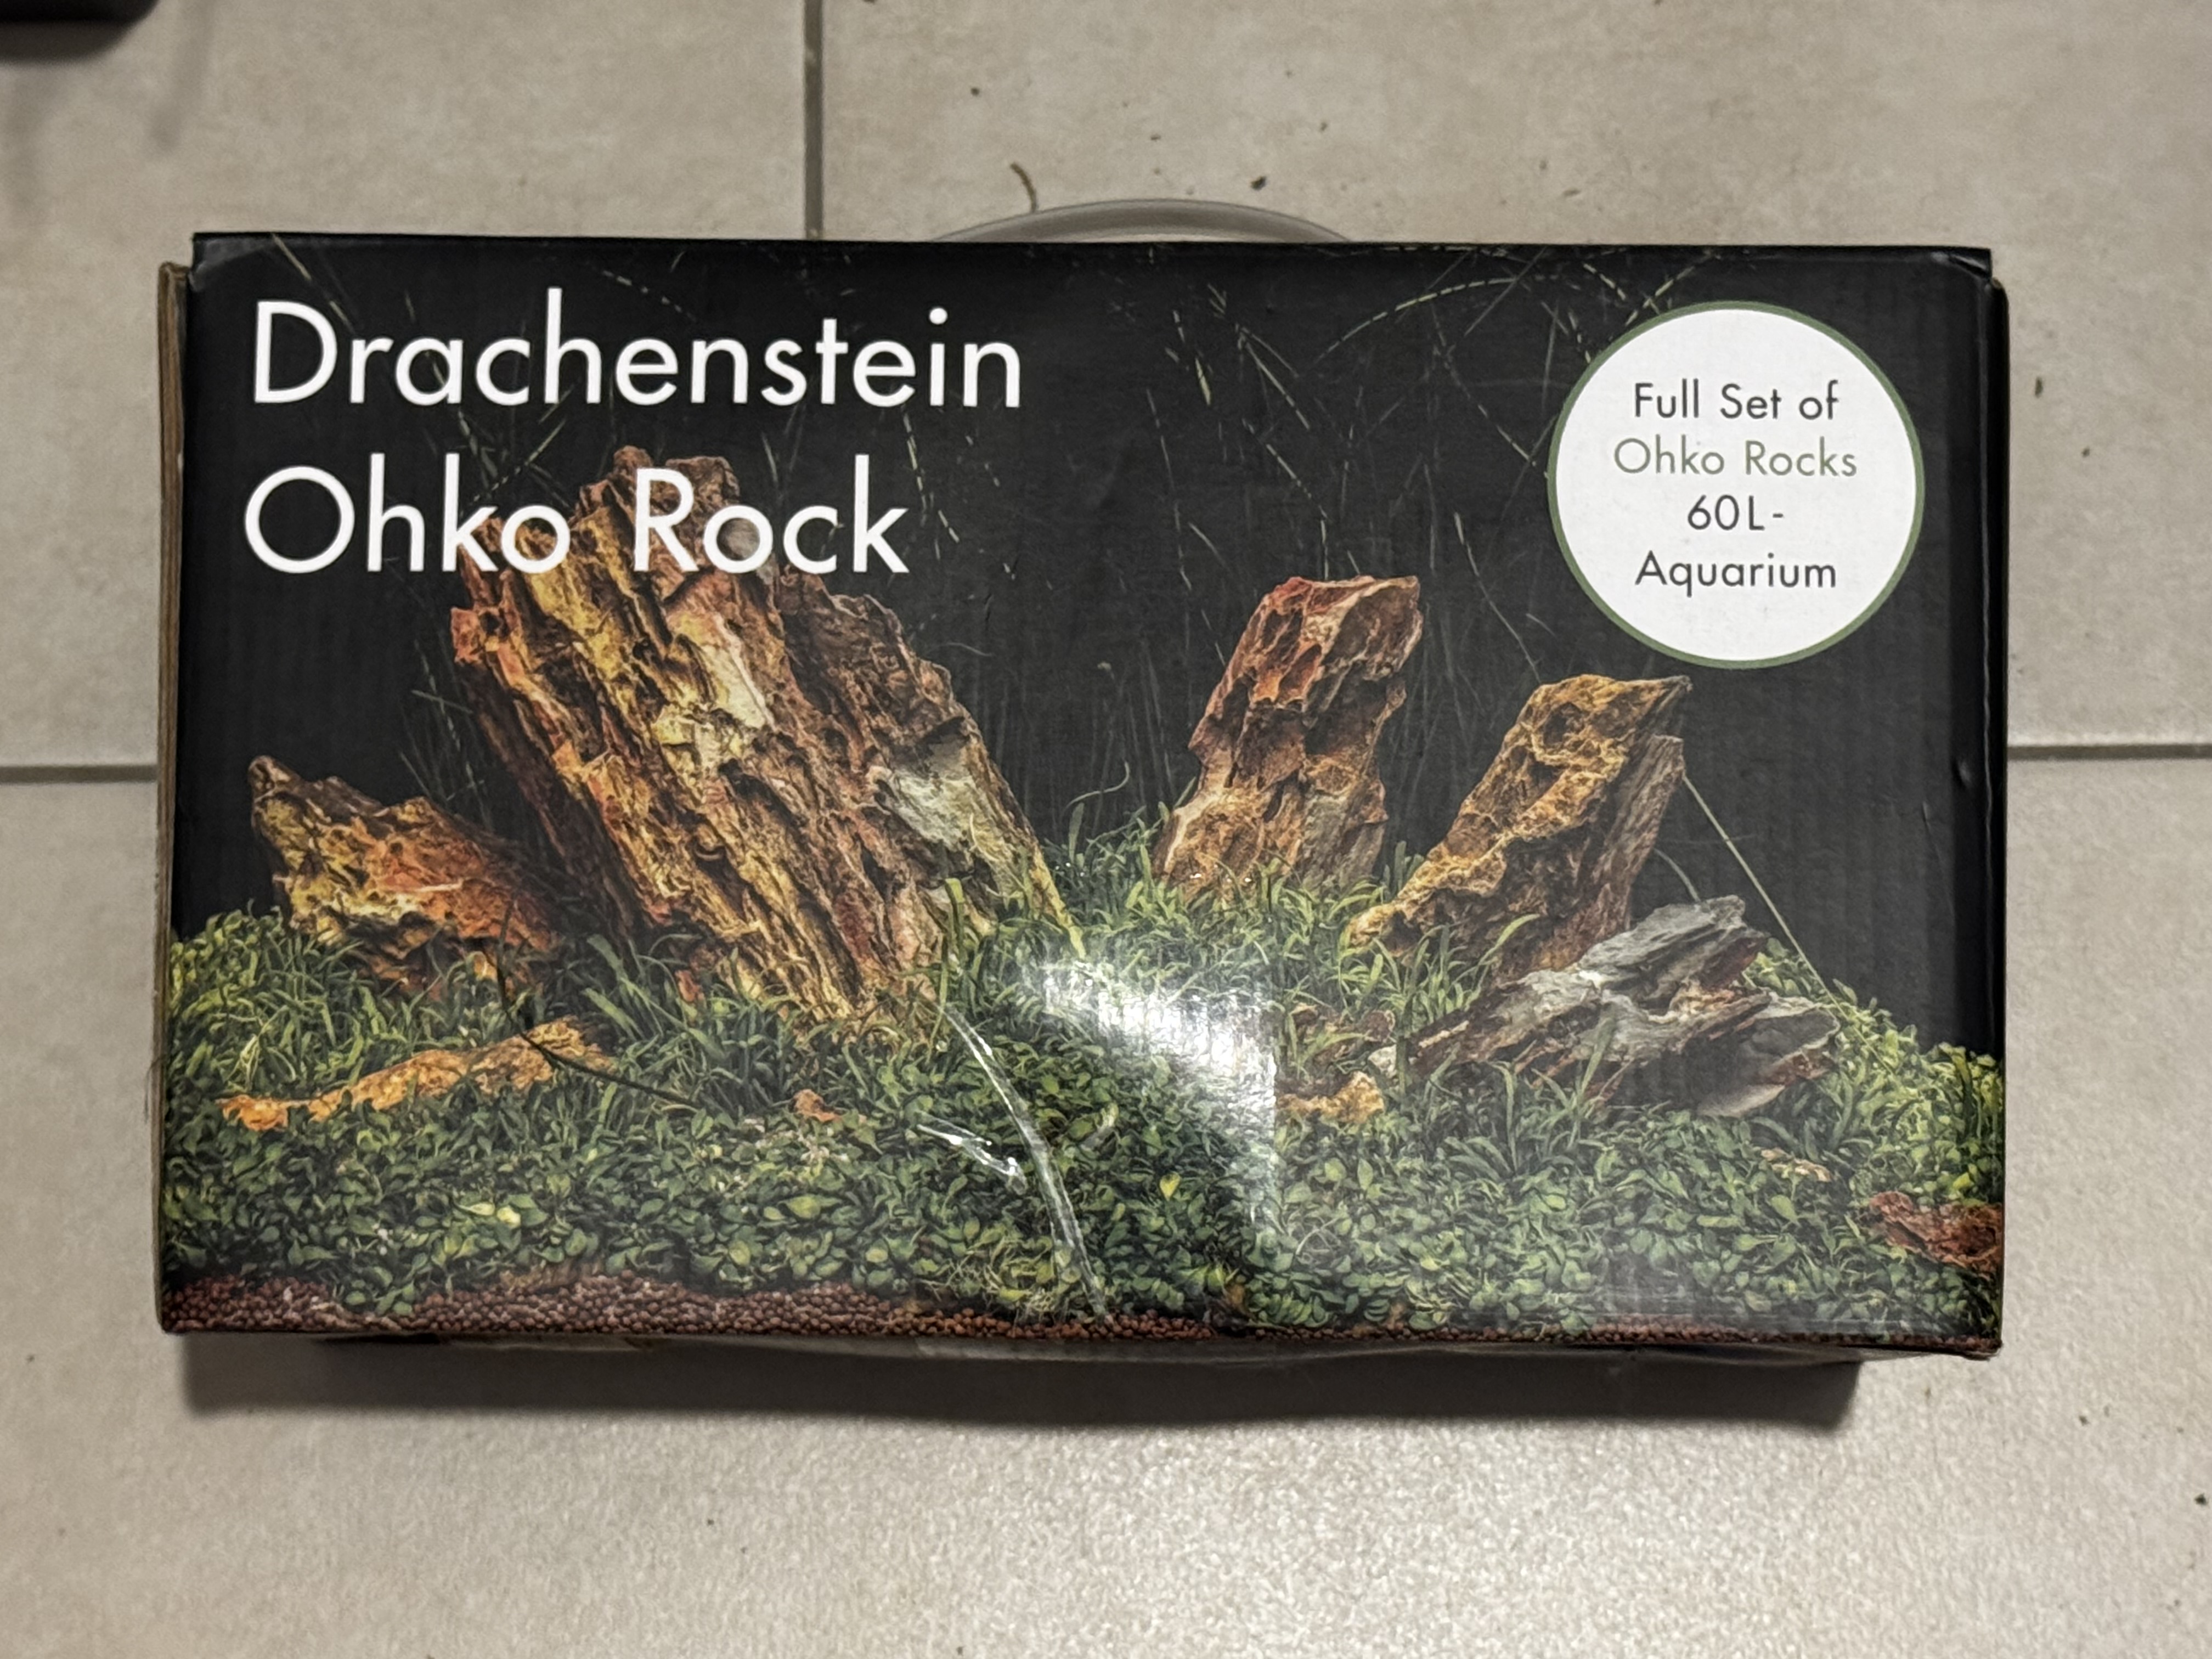 Drachenstein
Ohko Rock
Full Set of
Ohko Rocks
60L-
Aquarium